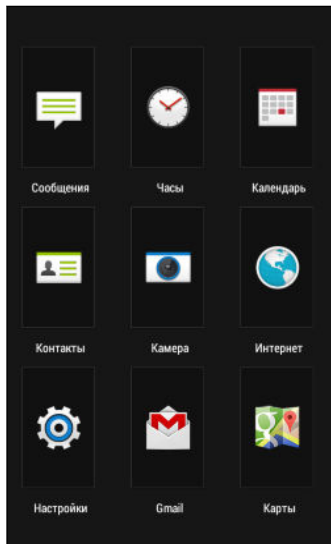 Сообщения Часы Календарь
Контакты Камера Интернет
Настройки Gmail Карты